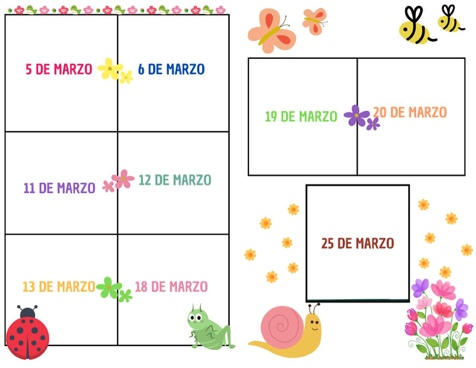 5 DE MARZO
6 DE MARZO
11 DE MARZO
12 DE MARZO
13 DE MARZO
18 DE MARZO
19 DE MARZO
20 DE MARZO
25 DE MARZO